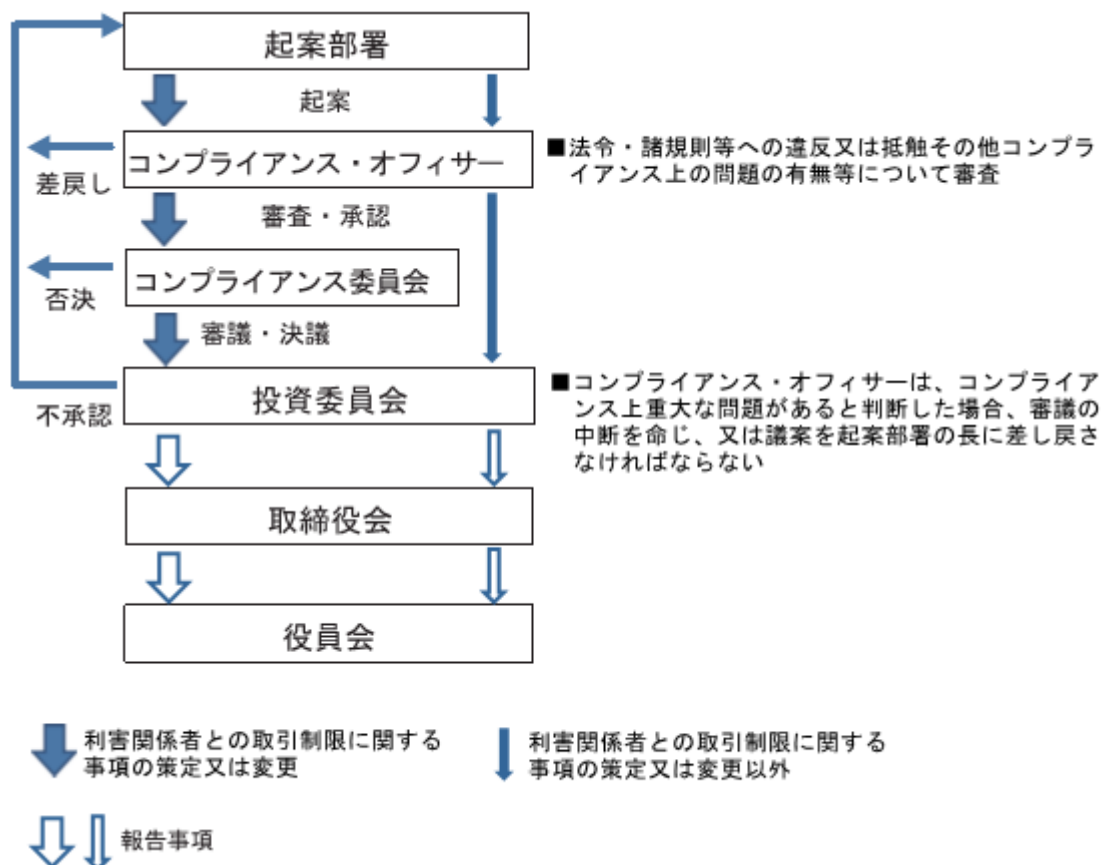 起案部署
起案
コンプライアンス・オフィサー
■法令・諸規則等への違反又は抵触その他コンプラ
イアンス上の問題の有無等について審査
差戻し
審査・承認
コンプライアンス委員会
否決
審議・決議
投資委員会
不承認
■コンプライアンス・オフィサーは、コンプライア
ンス上重大な問題があると判断した場合、審議の
中断を命じ、又は議案を起案部署の長に差し戻さ
なければならない
取締役会
役員会
利害関係者との取引制限に関する
事項の策定又は変更
利害関係者との取引制限に関する
事項の策定又は変更以外
報告事項